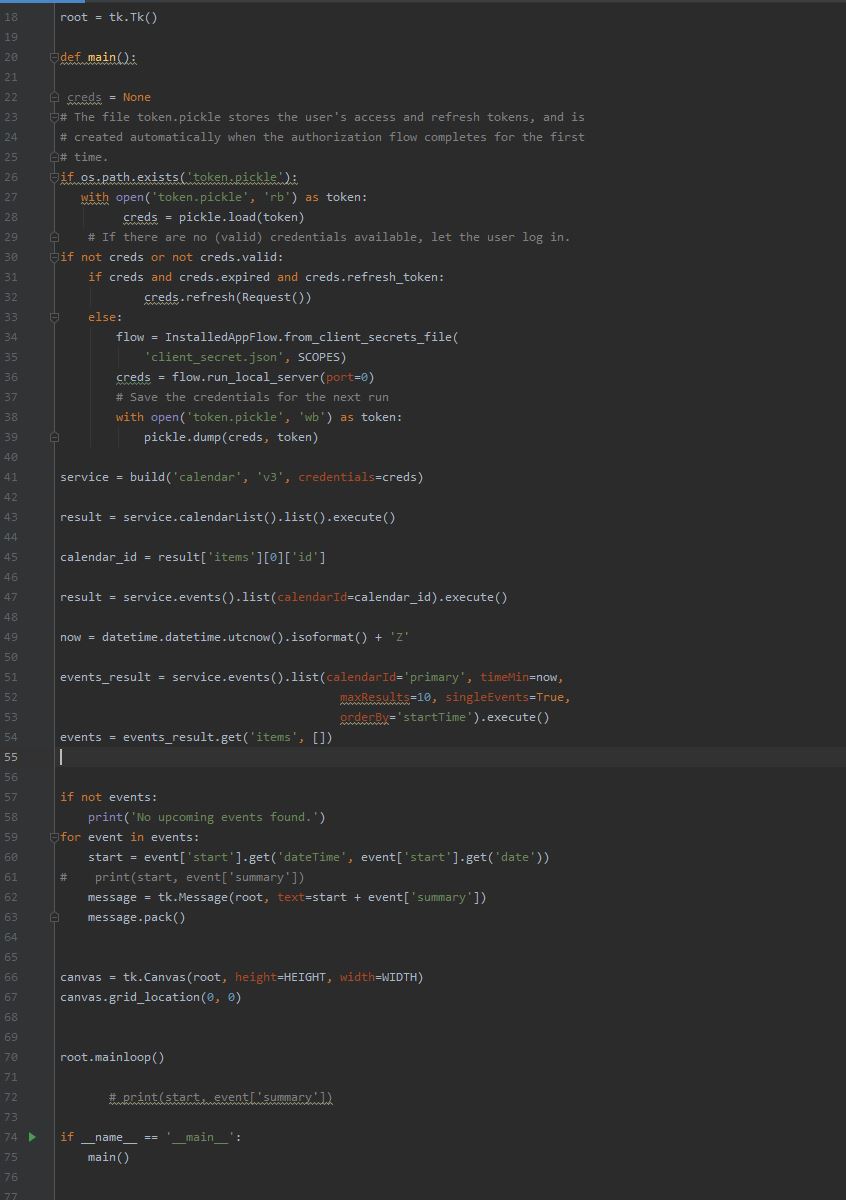 18 root = tk.Tk()
19
20 def main():
21
22  creds = None
23 # The file token.pickle stores the user's access and refresh tokens, and is
24 # created automatically when the authorization flow completes for the first
25 # time.
26 if os.path.exists('token.pickle'):
27    with open('token.pickle', 'rb') as token:
28          creds = pickle.load(token)
29     # If there are no (valid) credentials available, let the user log in.
30 if not creds or not creds.valid:
31     if creds and creds.expired and creds.refresh_token:
32             creds.refresh(Request())
33     else:
34         flow = InstalledAppFlow.from_client_secrets_file(
35             'client_secret.json', SCOPES)
36         creds = flow.run_local_server(port=0)
37         # Save the credentials for the next run
38         with open('token.pickle', 'wb') as token:
39             pickle.dump(creds, token)
40
41 service = build('calendar', 'v3', credentials=creds)
42
43 result = service.calendarList().list().execute()
44
45 calendar_id = result['items'][0]['id']
46
47 result = service.events().list(calendarId=calendar_id).execute()
48
49 now = datetime.datetime.utcnow().isoformat() + 'Z'
50
51 events_result = service.events().list(calendarId='primary', timeMin=now,
52                                         maxResults=10, singleEvents=True,
53                                         orderBy='startTime').execute()
54 events = events_result.get('items', [])
55
56
57 if not events:
58     print('No upcoming events found.')
59 for event in events:
60     start = event['start'].get('dateTime', event['start'].get('date'))
61 #    print(start, event['summary'])
62     message = tk.Message(root, text=start + event['summary'])
63     message.pack()
64
65
66 canvas = tk.Canvas(root, height=HEIGHT, width=WIDTH)
67 canvas.grid_location(0, 0)
68
69
70 root.mainloop()
71
72        # print(start, event['summary'])
73
74 if __name__ == '__main__':
75     main()
76
77